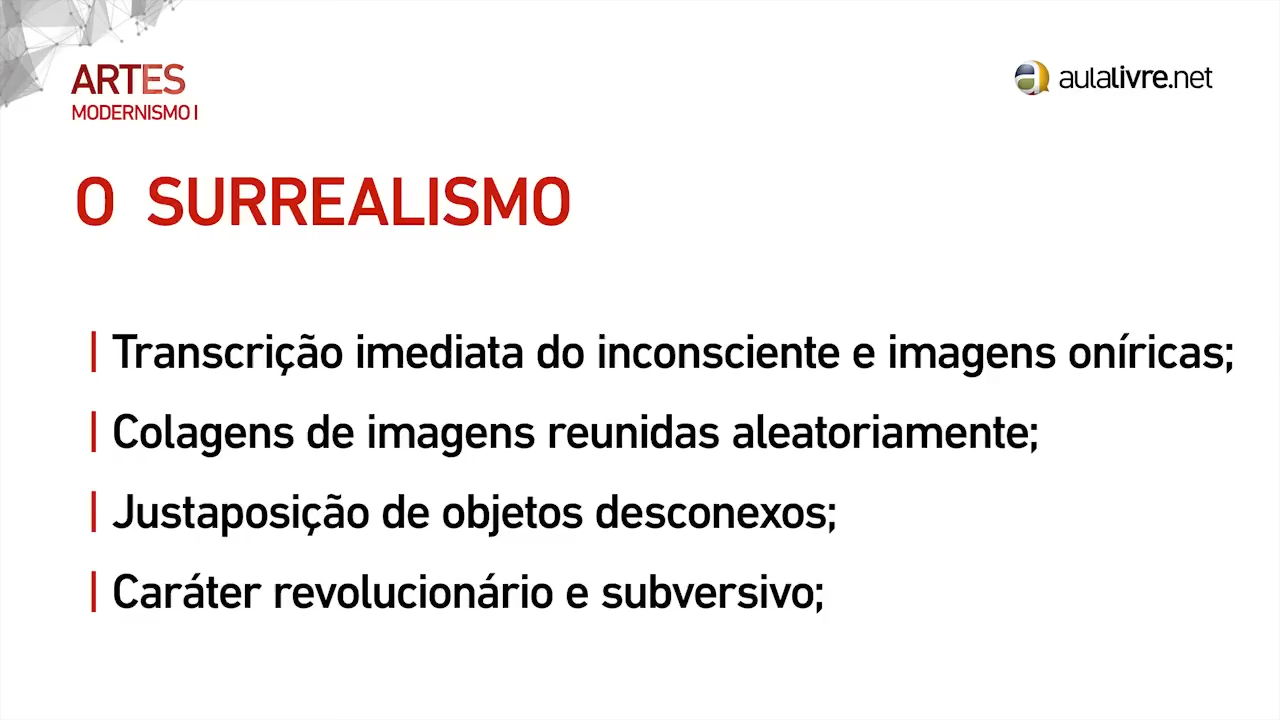 ARTES
MODERNISMO I
aulalivre.net
O SURREALISMO
Transcrição imediata do inconsciente e imagens oníricas;
Colagens de imagens reunidas aleatoriamente;
Justaposição de objetos desconexos;
Caráter revolucionário e subversivo;